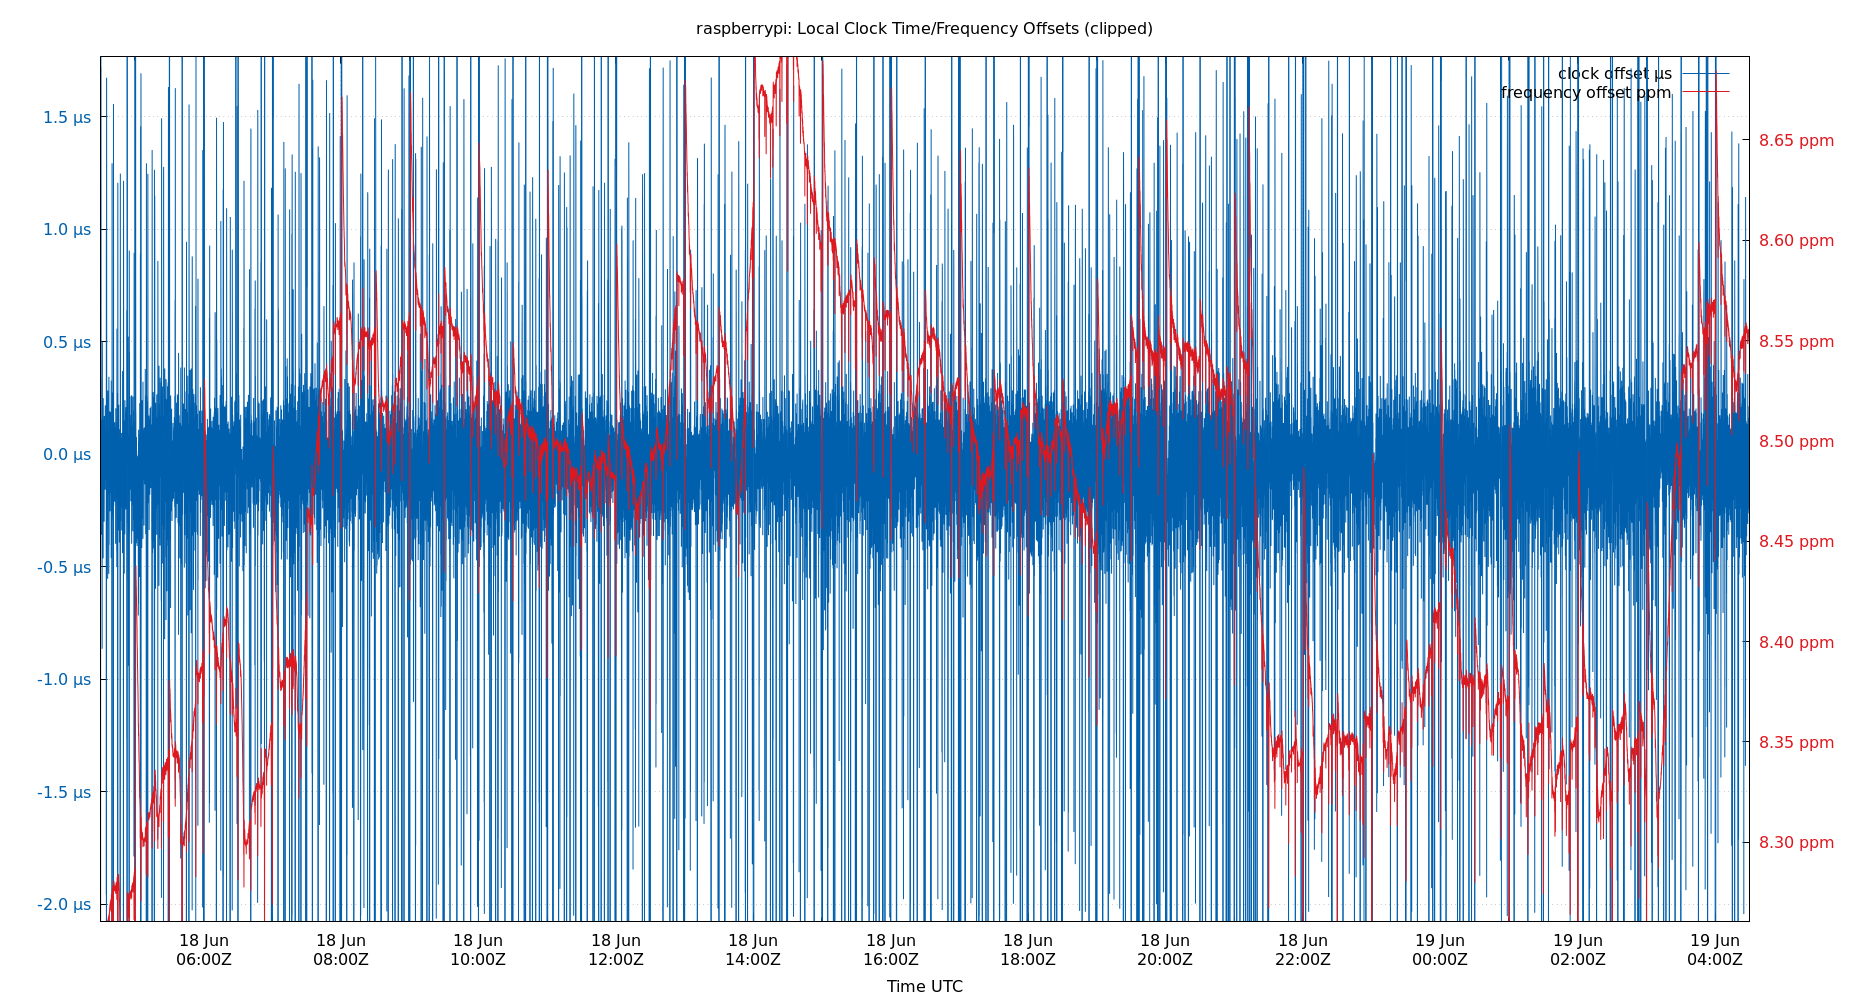 raspberrypi: Local Clock Time/Frequency Offsets (clipped)
clock offset µs
frequency offset ppm
1.5 µs
1.0 µs
0.5 µs
0.0 µs
-0.5 µs
-1.0 µs
-1.5 µs
-2.0 µs
8.65 ppm
8.60 ppm
8.55 ppm
8.50 ppm
8.45 ppm
8.40 ppm
8.35 ppm
8.30 ppm
18 Jun 18 Jun 18 Jun 18 Jun 18 Jun 18 Jun 18 Jun 18 Jun 18 Jun 19 Jun 19 Jun 19 Jun
06:00Z 08:00Z 10:00Z 12:00Z 14:00Z 16:00Z 18:00Z 20:00Z 22:00Z 00:00Z 02:00Z 04:00Z
Time UTC